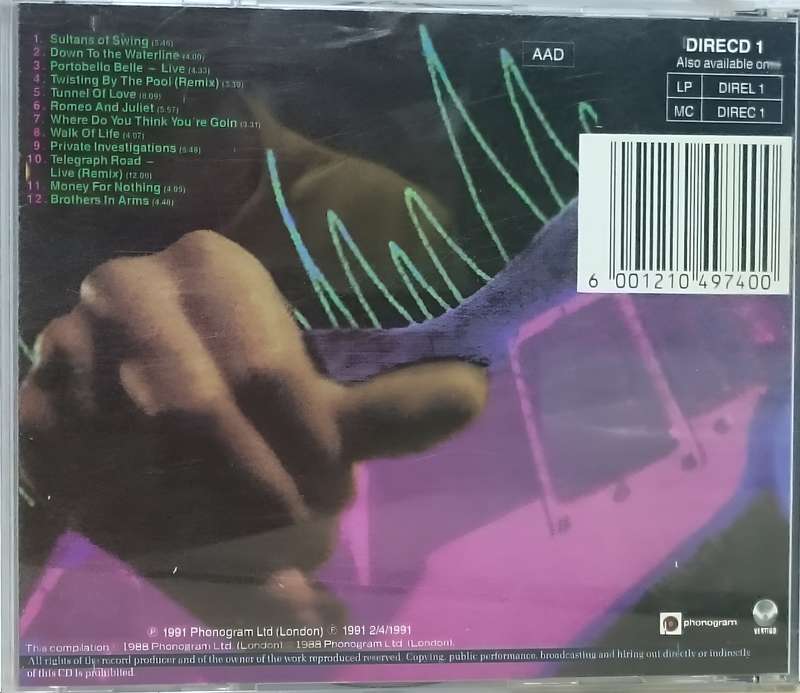 1. Sultans of Swing (5.46)
2. Down To the Waterline (4.00)
3. Portobello Belle – Live (4.33)
4. Twisting By The Pool (Remix) (3.30)
5. Tunnel Of Love (8.09)
6. Romeo And Juliet (5.57)
7. Where Do You Think You're Goin (3.31)
8. Walk Of Life (4.07)
9. Private Investigations (5.48)
10. Telegraph Road –
Live (Remix) (12.00)
11. Money For Nothing (4.05)
12. Brothers In Arms (4.48)
AAD
DIRECD 1
Also available on
LP DIREL 1
MC DIREC 1
6 001210 497400
℗ 1991 Phonogram Ltd (London) ℗ 1991 2/4/1991
This compilation 1988 Phonogram Ltd. (London) 1988 Phonogram Ltd. (London).
phonogram
VERTIGO
All rights of the record producer and of the owner of the work reproduced reserved. Copying, public performance, broadcasting and hiring out directly or indirectly
of this CD is prohibited.